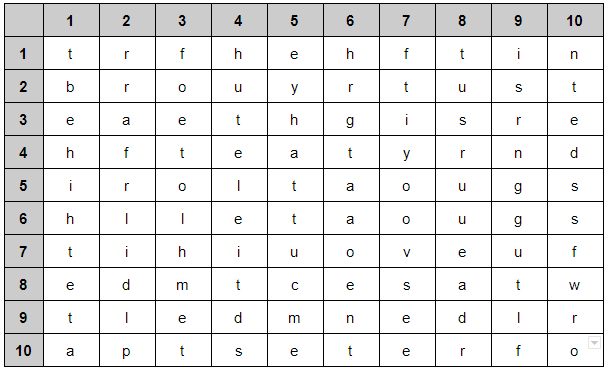 1 2 3 4 5 6 7 8 9 10
1 t r f h e h f t i n
2 b r o u y r t u s t
3 e a e t h g i s r e
4 h f t e a t y r n d
5 i r o l t a o u g s
6 h l l e t a o u g s
7 t i h i u o v e u f
8 e d m t c e s a t w
9 t l e d m n e d l r
10 a p t s e t e r f o